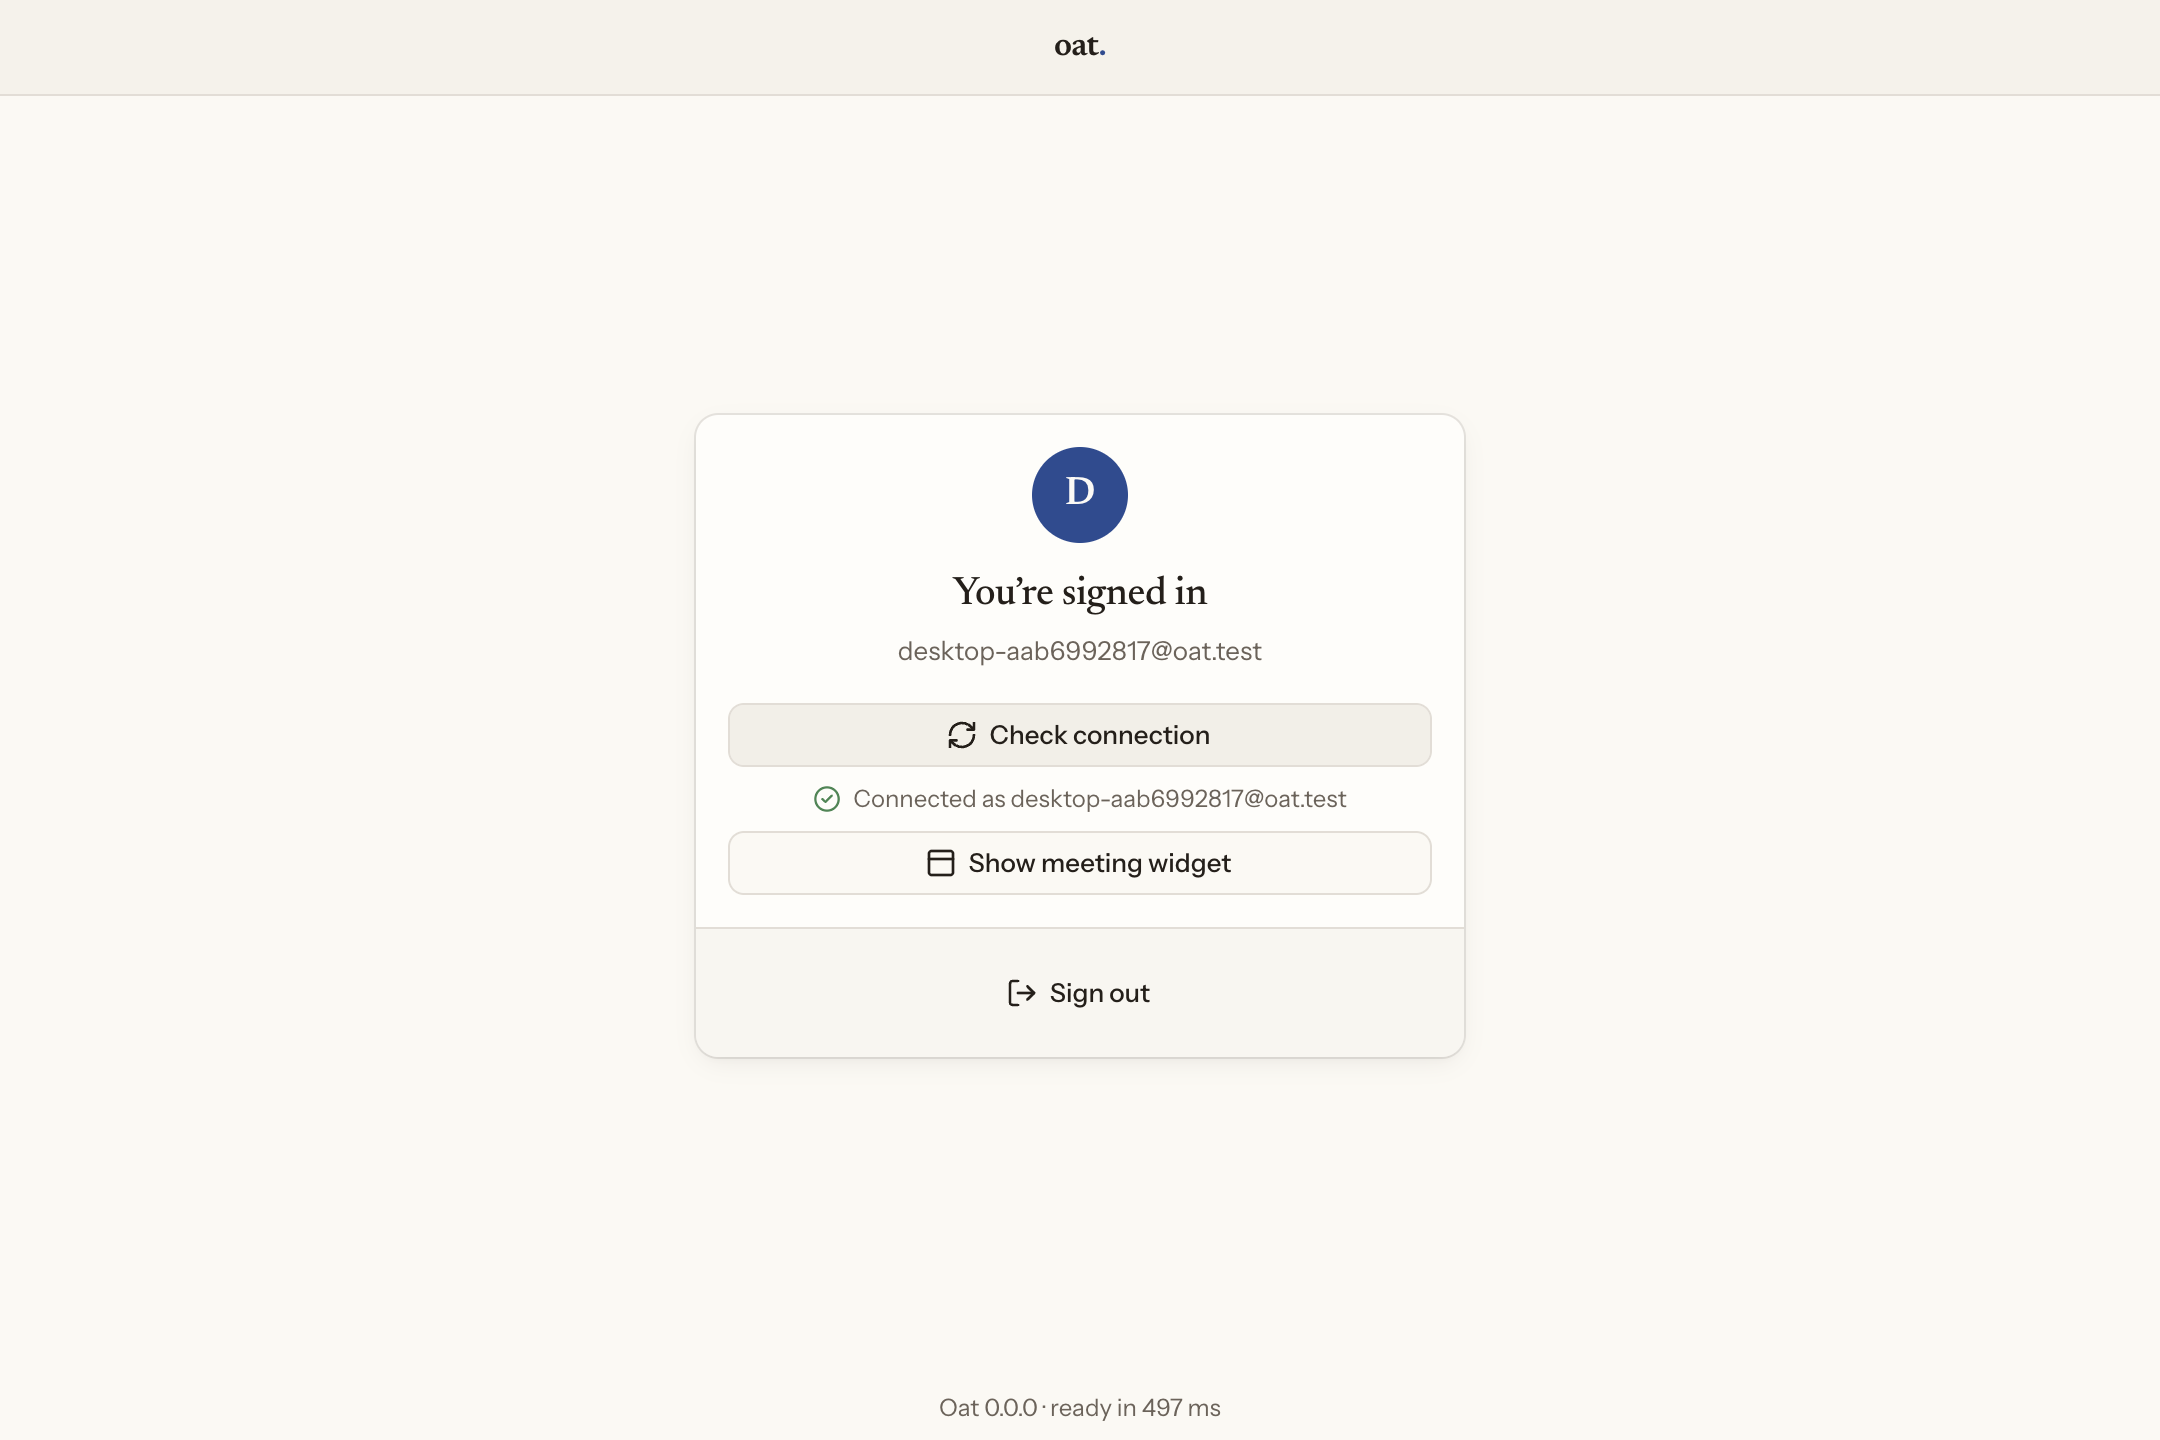 oat.
D
You’re signed in
desktop-aab6992817@oat.test
Check connection
Connected as desktop-aab6992817@oat.test
Show meeting widget
Sign out
Oat 0.0.0 · ready in 497 ms